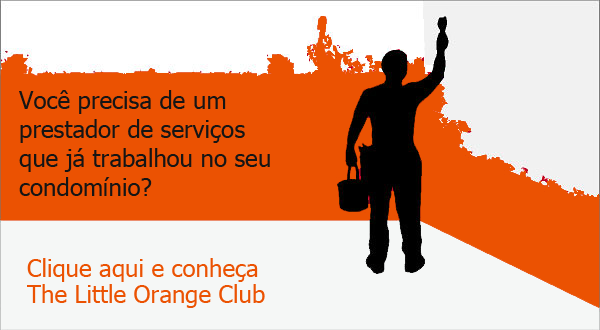 Você precisa de um
prestador de serviços
que já trabalhou no seu
condomínio?
Clique aqui e conheça
The Little Orange Club